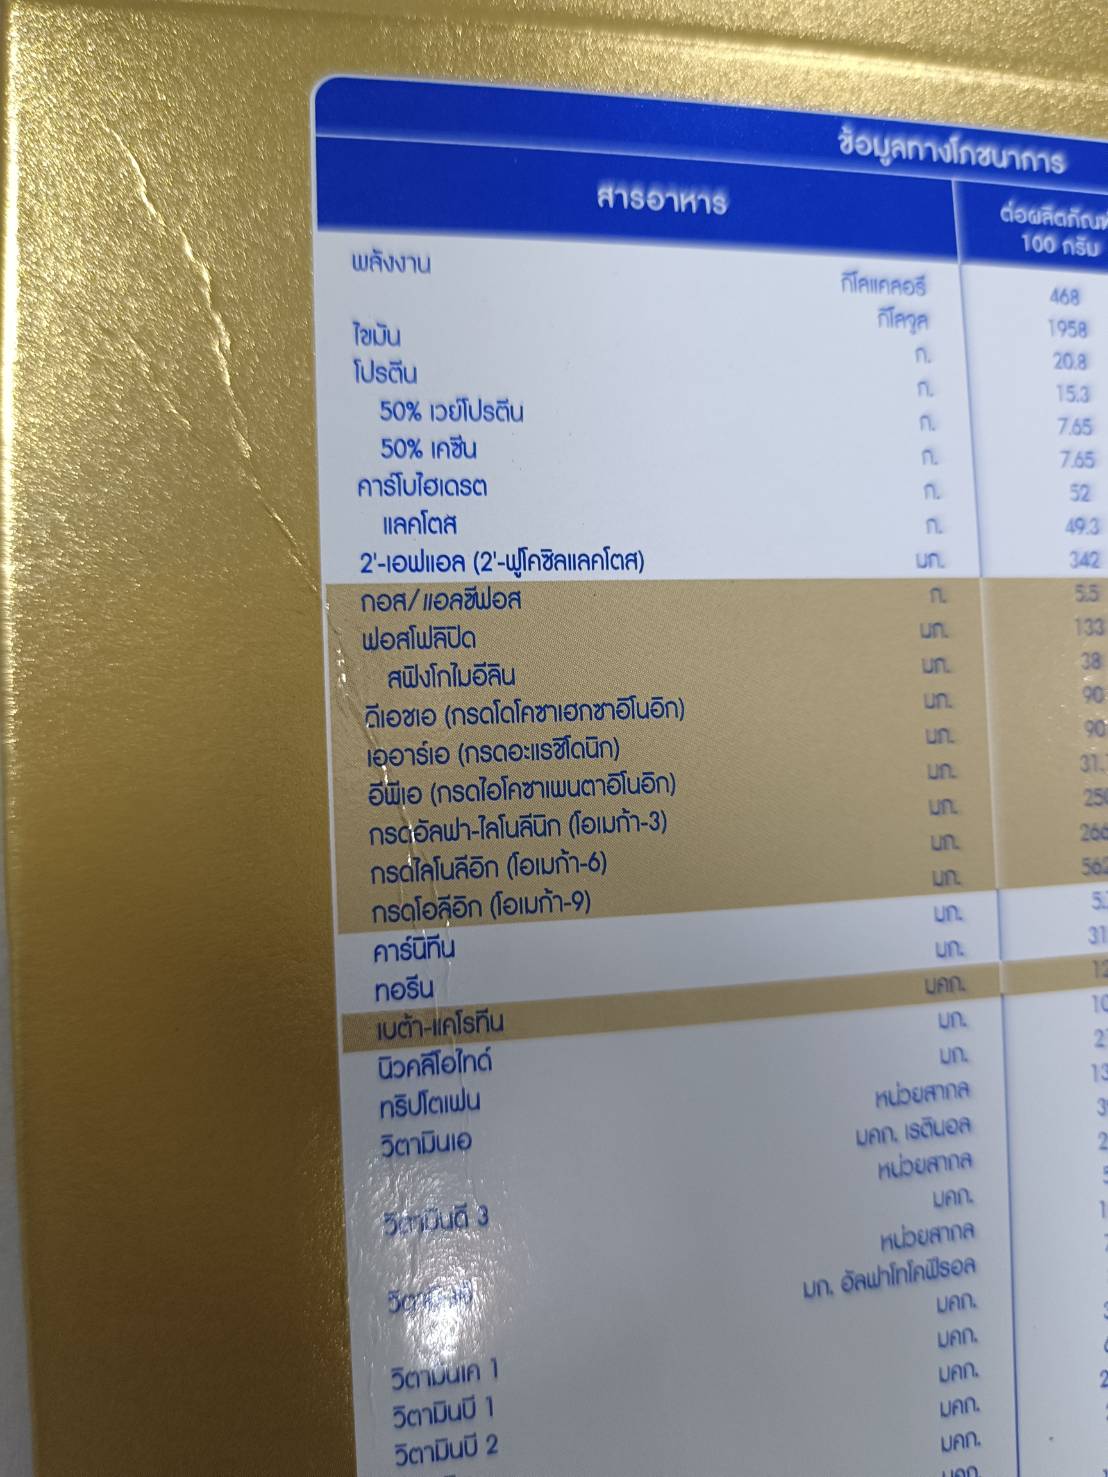 ข้อมูลทางโภชนาการ
สารอาหาร ต่อผลิตภัณฑ์ 100 กรัม
พลังงาน กิโลแคลอรี 468
กิโลจูล 1958
ไขมัน ก. 20.8
โปรตีน ก. 15.3
50% เวย์โปรตีน ก. 7.65
50% เคซีน ก. 7.65
คาร์โบไฮเดรต ก. 52
แลคโตส ก. 49.3
2'-เอฟแอล (2'-ฟูโคซิลแลคโตส) มก. 342
กอส/แอลซีฟอส ก. 5.5
ฟอสโฟลิปิด มก. 133
สฟิงโกไมอีลิน มก. 38
ดีเอชเอ (กรดโดโคซาเฮกซาอีโนอิก) มก. 90
เออาร์เอ (กรดอะแรชิโดนิก) มก. 90
อีพีเอ (กรดไอโคซาเพนตาอีโนอิก) มก. 31.
กรดอัลฟา-ไลโนลีนิก (โอเมก้า-3) มก.
กรดไลโนลีอิก (โอเมก้า-6) มก.
กรดโอลีอิก (โอเมก้า-9) มก.
คาร์นิทีน มก. 5.
ทอรีน มก. 31
เบต้า-แคโรทีน มคก. 12
นิวคลีโอไทด์ มก.
ทริปโตเฟน มก.
วิตามินเอ หน่วยสากล
มคก. เรตินอล
วิตามินดี 3 หน่วยสากล
มคก.
หน่วยสากล
มก. อัลฟาโทโคฟีรอล
วิตามินเค 1 มคก.
วิตามินบี 1 มคก.
วิตามินบี 2 มคก.
มคก.
มคก.
มคก.